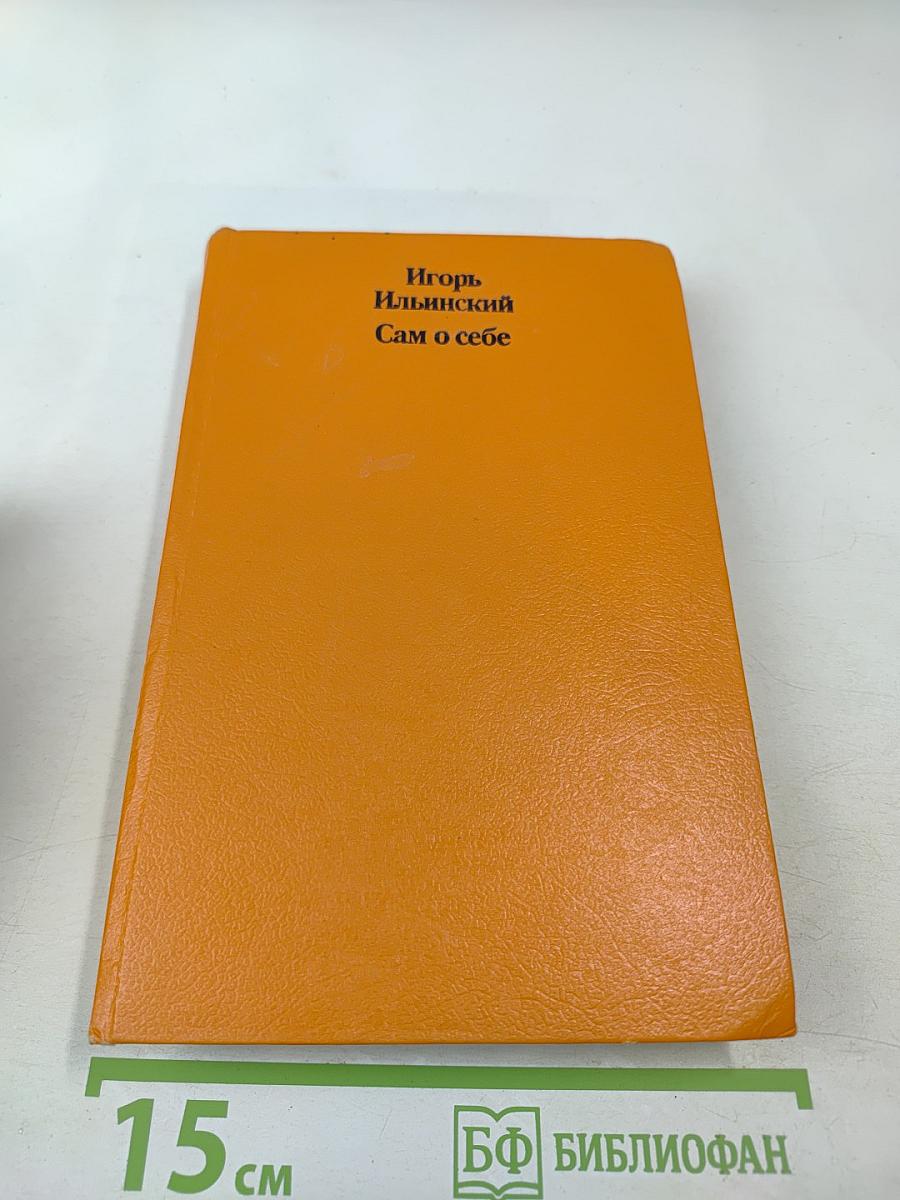 Игорь
Ильинский
Сам о себе
15 см
БФ БИБЛИОФАН